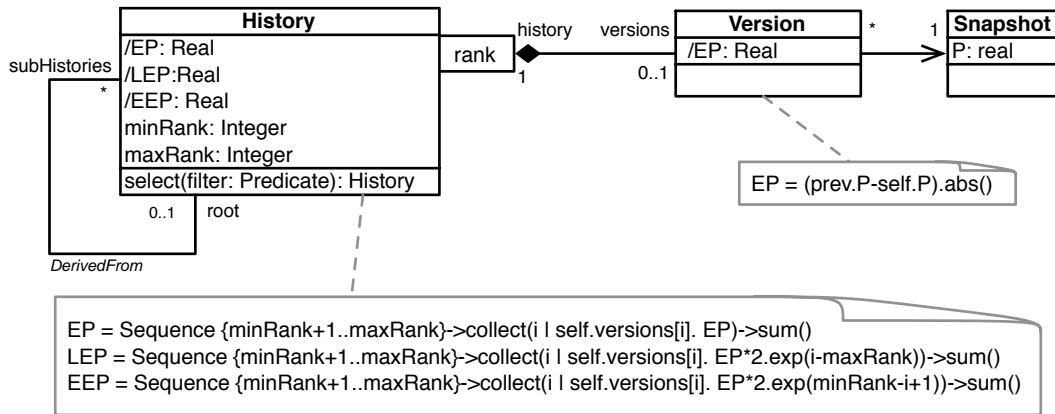 History
/EP: Real
/LEP:Real
/EEP: Real
minRank: Integer
maxRank: Integer
select(filter: Predicate): History
subHistories
*
0..1
root
DerivedFrom
rank
history
1
versions
0..1
Version
/EP: Real
*
1
Snapshot
P: real
EP = (prev.P-self.P).abs()
EP = Sequence {minRank+1..maxRank}->collect(i | self.versions[i]. EP)->sum()
LEP = Sequence {minRank+1..maxRank}->collect(i | self.versions[i]. EP*2.exp(i-maxRank))->sum()
EEP = Sequence {minRank+1..maxRank}->collect(i | self.versions[i]. EP*2.exp(minRank-i+1))->sum()